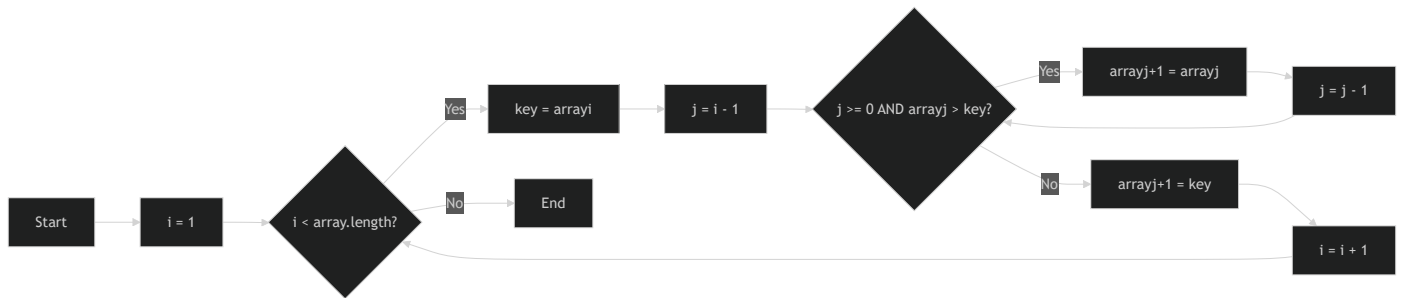 Start
i = 1
i < array.length?
Yes
key = arrayi
j = i - 1
j >= 0 AND arrayj > key?
Yes
arrayj+1 = arrayj
j = j - 1
No
arrayj+1 = key
i = i + 1
No
End